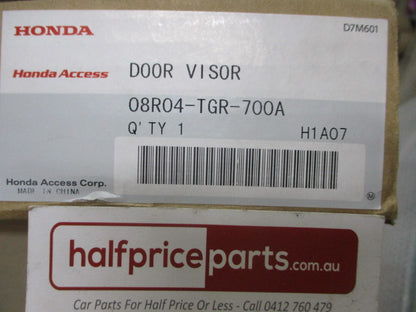 HONDA
D7M601
Honda Access
DOOR VISOR
08R04-TGR-700A
Q'TY 1
H1A07
Honda Access Corp.
MADE IN CHINA
M
halfpriceparts.com.au
Car Parts For Half Price Or Less - Call 0412 760 479